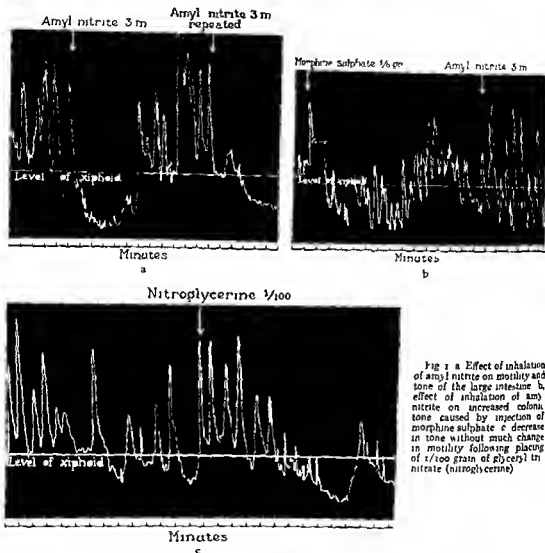 Amyl nitrite 3 m
Amyl nitrite 3 m
repeated
Level of Xiphoid
Minutes
a
Morphine sulphate 1/6 gr
Amyl nitrite 3 m
Level of xiphoid
Minutes
b
Nitroglycerine 1/100
Level of Xiphoid
Minutes
c
Fig 1 a Effect of inhalation
of amyl nitrite on motility and
tone of the large intestine b,
effect of inhalation of amyl
nitrite on increased colonic
tone caused by injection of
morphine sulphate c decrease
in tone without much change
in motility following placing
of 1/100 grain of glyceryl tri
nitrate (nitroglycerine)